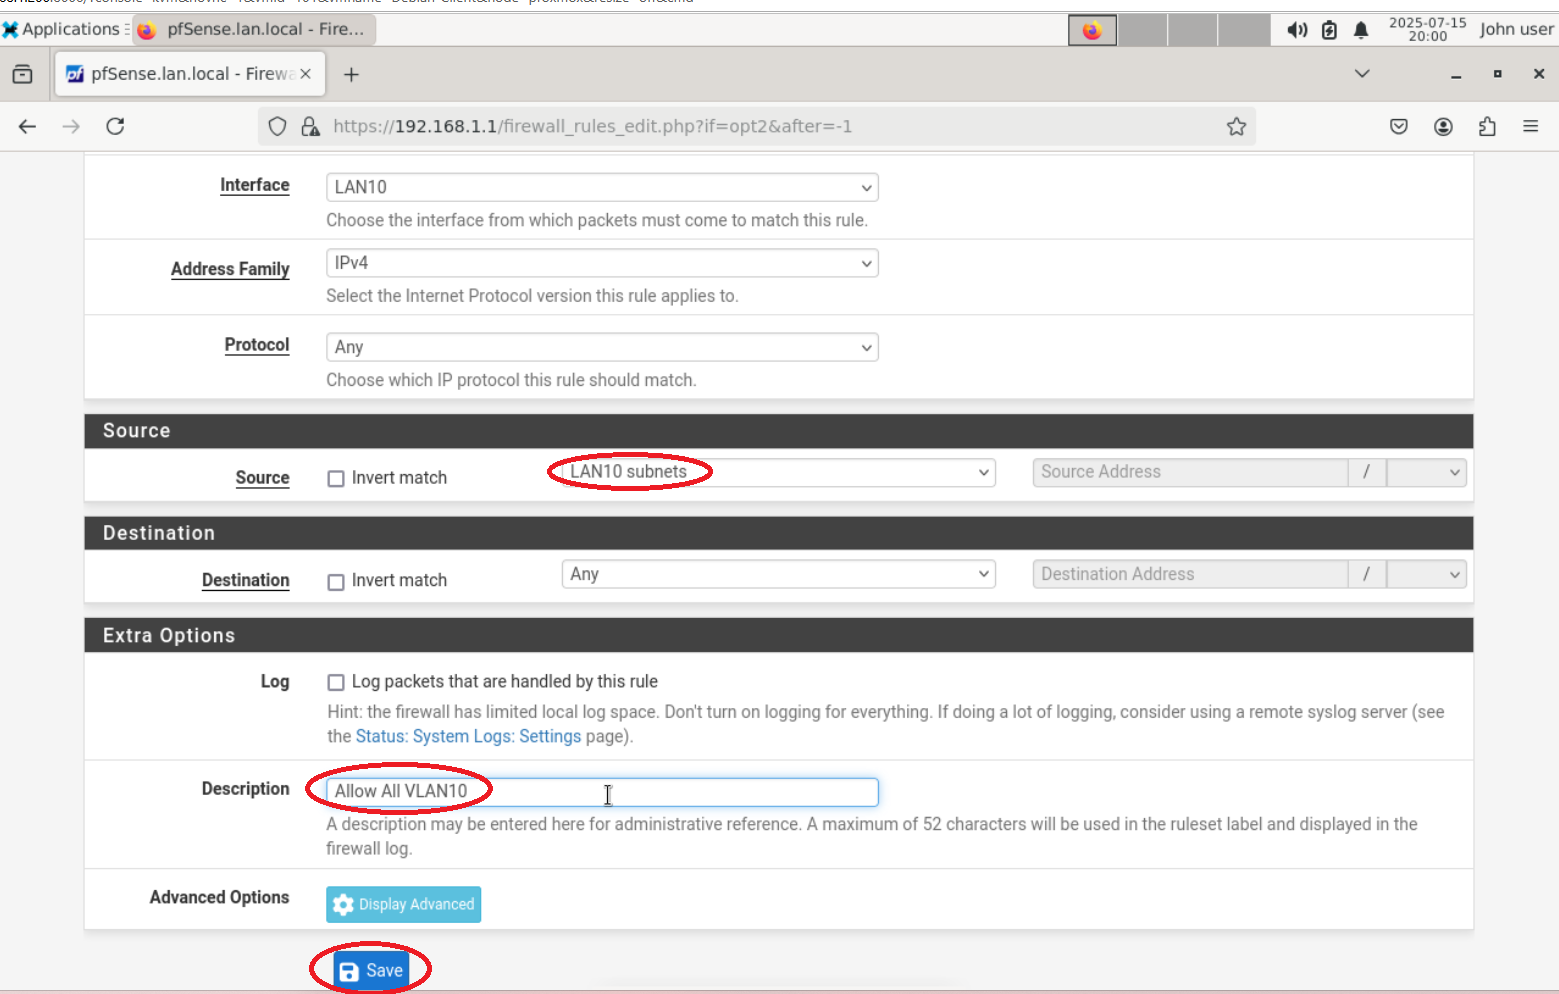 Applications
pfSense.lan.local - Fire...
2025-07-15
20:00
John user
pfSense.lan.local - Firewa
https://192.168.1.1/firewall_rules_edit.php?if=opt2&after=-1
Interface
LAN10
Choose the interface from which packets must come to match this rule.
Address Family
IPv4
Select the Internet Protocol version this rule applies to.
Protocol
Any
Choose which IP protocol this rule should match.
Source
Source
Invert match
LAN10 subnets
Source Address
/
Destination
Destination
Invert match
Any
Destination Address
/
Extra Options
Log
Log packets that are handled by this rule
Hint: the firewall has limited local log space. Don't turn on logging for everything. If doing a lot of logging, consider using a remote syslog server (see
the Status: System Logs: Settings page).
Description
Allow All VLAN10
A description may be entered here for administrative reference. A maximum of 52 characters will be used in the ruleset label and displayed in the
firewall log.
Advanced Options
Display Advanced
Save